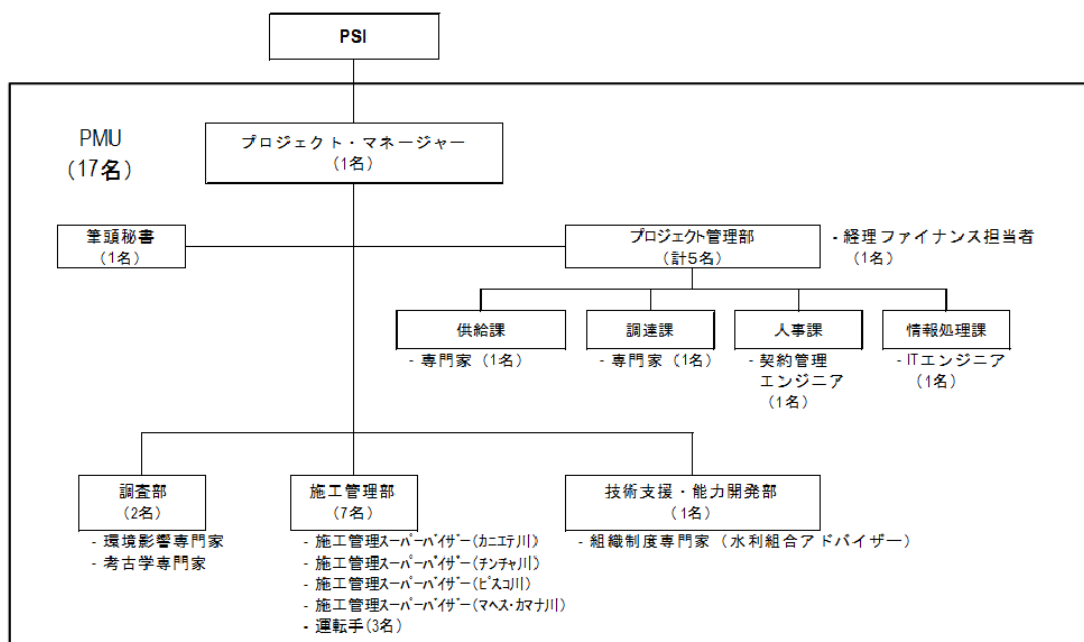 PSI
PMU
(17名)
プロジェクト・マネージャー
(1名)
筆頭秘書
(1名)
プロジェクト管理部
(計5名)
- 経理ファイナンス担当者
(1名)
供給課
調達課
人事課
情報処理課
- 専門家 (1名)
- 専門家 (1名)
- 契約管理
エンジニア
(1名)
- ITエンジニア
(1名)
調査部
(2名)
施工管理部
(7名)
技術支援・能力開発部
(1名)
- 環境影響専門家
- 考古学専門家
- 施工管理スーパーバイザー(カニエテ川)
- 施工管理スーパーバイザー(チンチャ川)
- 施工管理スーパーバイザー(ピスコ川)
- 施工管理スーパーバイザー(マヘス・カマナ川)
- 運転手(3名)
- 組織制度専門家 (水利組合アドバイザー)